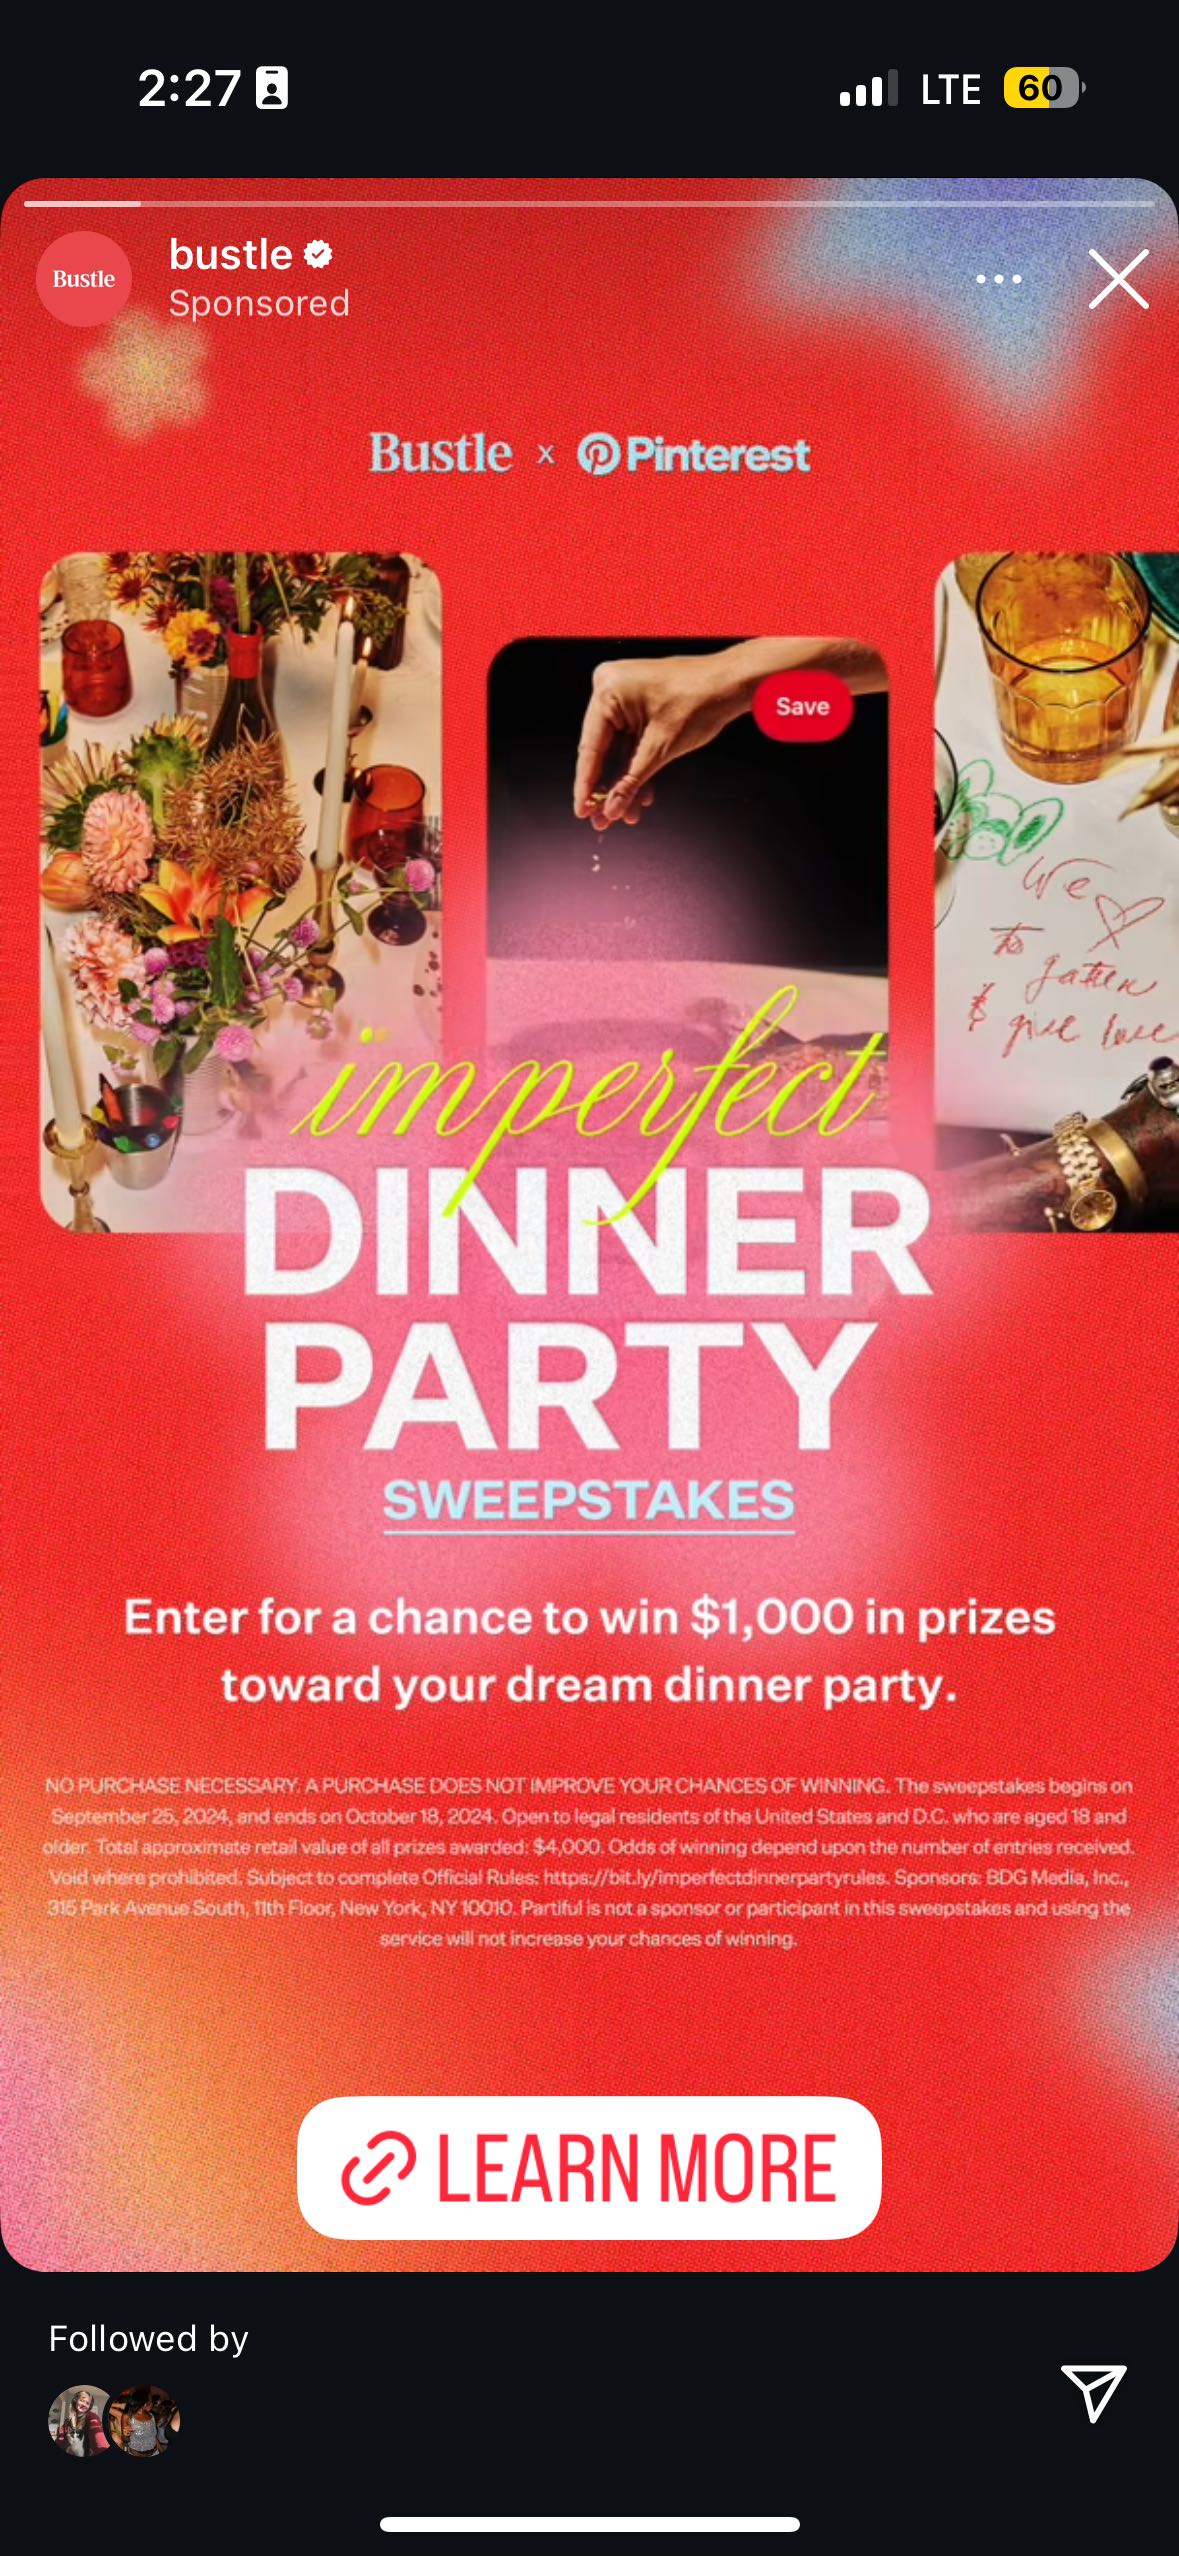 2:27
LTE
60
Bustle
bustle
Sponsored
Bustle x Pinterest
Save
We ♡
to gather
& give love
imperfect
DINNER
PARTY
SWEEPSTAKES
Enter for a chance to win $1,000 in prizes
toward your dream dinner party.
NO PURCHASE NECESSARY. A PURCHASE DOES NOT IMPROVE YOUR CHANCES OF WINNING. The sweepstakes begins on
September 25, 2024, and ends on October 18, 2024. Open to legal residents of the United States and D.C. who are aged 18 and
older. Total approximate retail value of all prizes awarded: $4,000. Odds of winning depend upon the number of entries received.
Void where prohibited. Subject to complete Official Rules: https://bit.ly/imperfectdinnerpartyrules. Sponsors: BDG Media, Inc.,
315 Park Avenue South, 11th Floor, New York, NY 10010. Partiful is not a sponsor or participant in this sweepstakes and using the
service will not increase your chances of winning.
LEARN MORE
Followed by